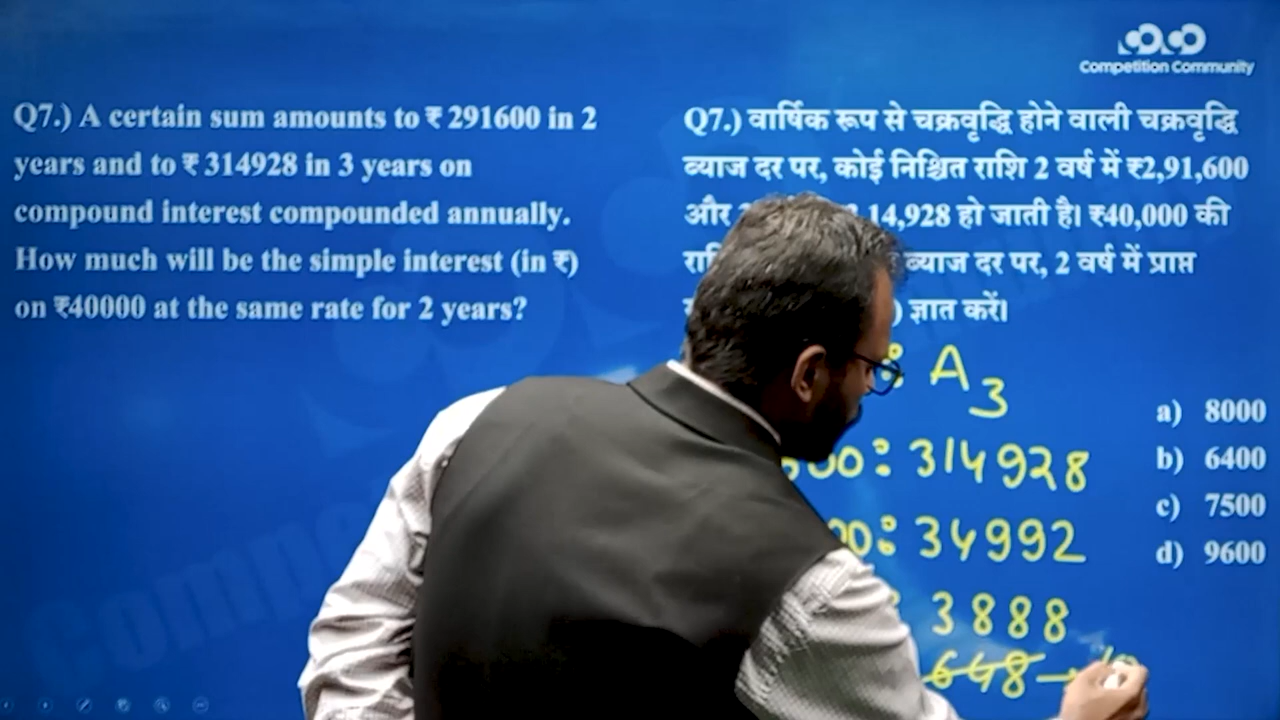 Competition Community
Q7.) A certain sum amounts to ₹ 291600 in 2
years and to ₹ 314928 in 3 years on
compound interest compounded annually.
How much will be the simple interest (in ₹)
on ₹40000 at the same rate for 2 years?
Q7.) वार्षिक रूप से चक्रवृद्धि होने वाली चक्रवृद्धि
ब्याज दर पर, कोई निश्चित राशि 2 वर्ष में ₹2,91,600
और 14,928 हो जाती है। ₹40,000 की
ब्याज दर पर, 2 वर्ष में प्राप्त
) ज्ञात करें।
: A3
: 314928
: 34992
3888
648 →
a) 8000
b) 6400
c) 7500
d) 9600